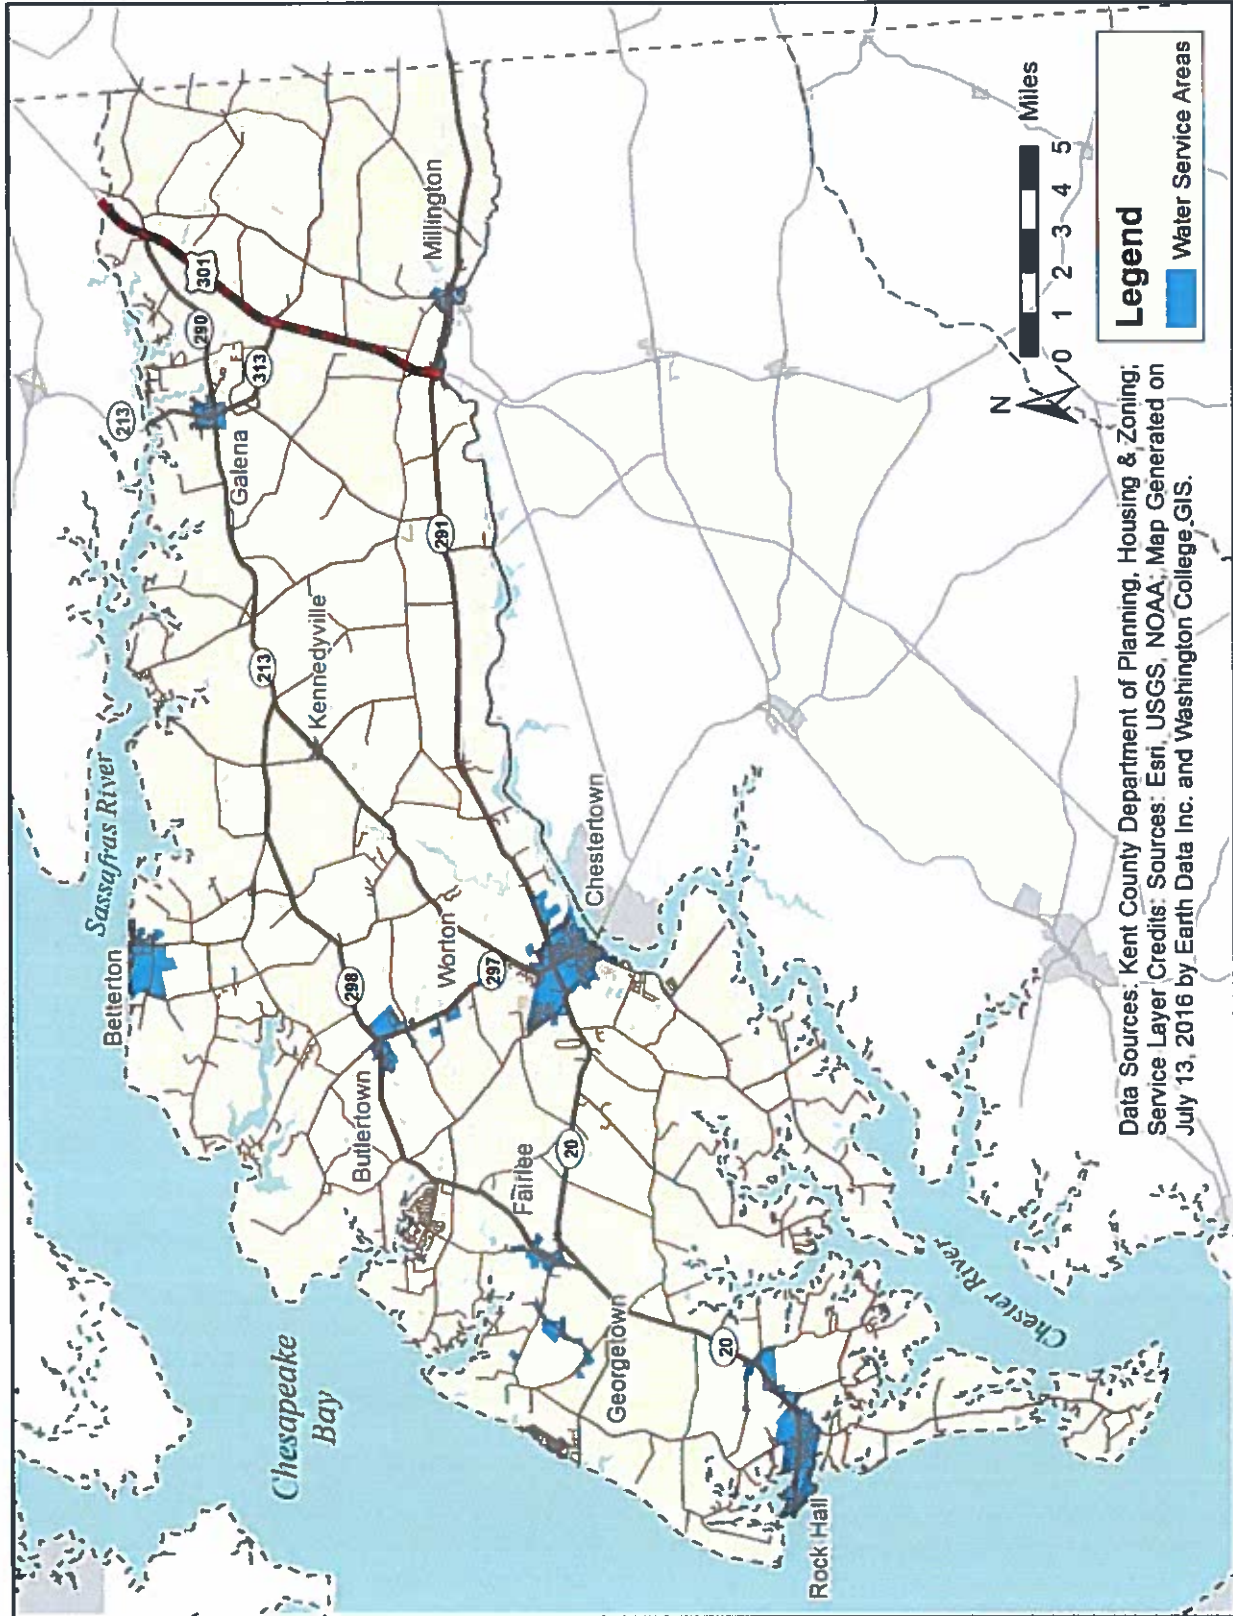 213
290
301
313
Galena
Millington
291
Sassafras River
213
Kennedyville
Betterton
298
Worton
297
Chestertown
Butlertown
Fairlee
20
Chesapeake
Bay
Georgetown
20
Rock Hall
Chester River
N
0 1 2 3 4 5
Miles
Legend
Water Service Areas
Data Sources: Kent County Department of Planning, Housing & Zoning;
Service Layer Credits: Sources: Esri, USGS, NOAA; Map Generated on
July 13, 2016 by Earth Data Inc. and Washington College GIS.